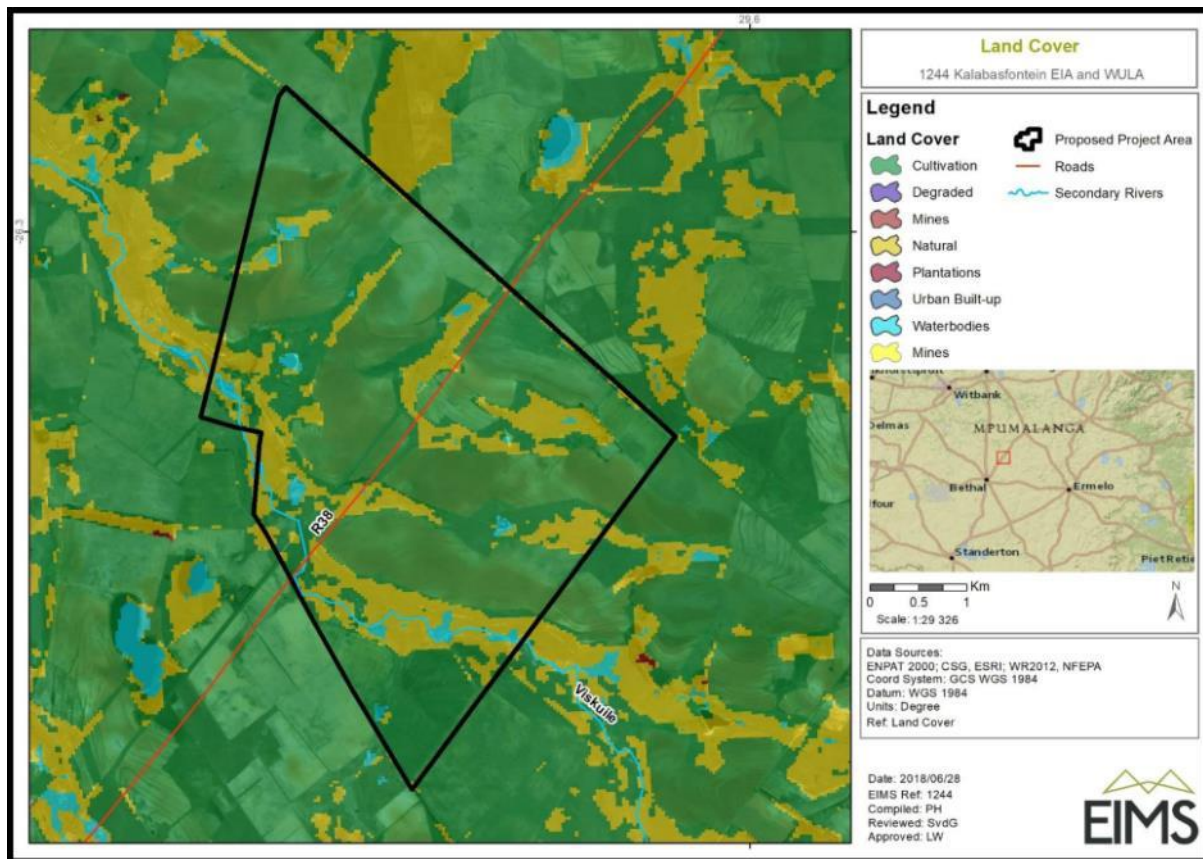 29.6
-26.3
R38
Viskuile
Land Cover
1244 Kalabasfontein EIA and WULA
Legend
Land Cover
Cultivation
Degraded
Mines
Natural
Plantations
Urban Built-up
Waterbodies
Mines
Proposed Project Area
Roads
Secondary Rivers
Witbank
Delmas
MPUMALANGA
Bethal
Ermelo
lfour
Standerton
Piet Retie
Km
0 0.5 1
Scale: 1:29 326
N
Data Sources:
ENPAT 2000; CSG, ESRI; WR2012, NFEPA
Coord System: GCS WGS 1984
Datum: WGS 1984
Units: Degree
Ref: Land Cover
Date: 2018/06/28
EIMS Ref: 1244
Compiled: PH
Reviewed: SvdG
Approved: LW
EIMS